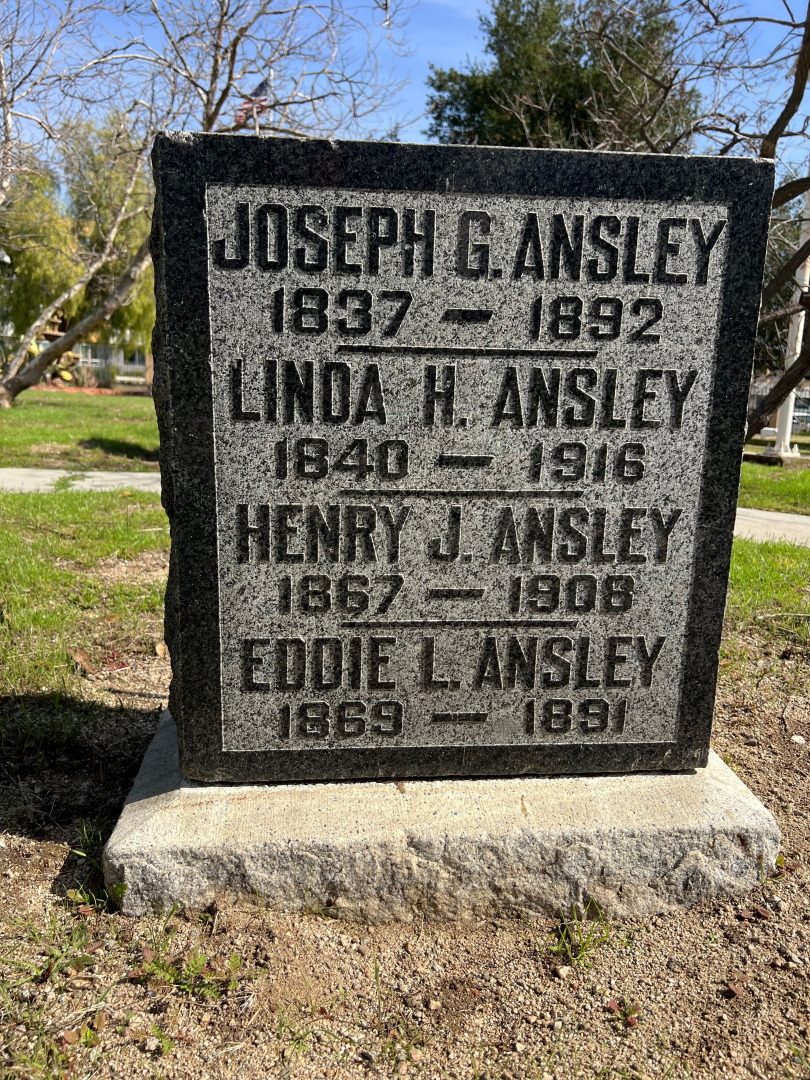 JOSEPH G. ANSLEY
1837 — 1892
LINDA H. ANSLEY
1840 — 1916
HENRY J. ANSLEY
1867 — 1908
EDDIE L. ANSLEY
1869 — 1891